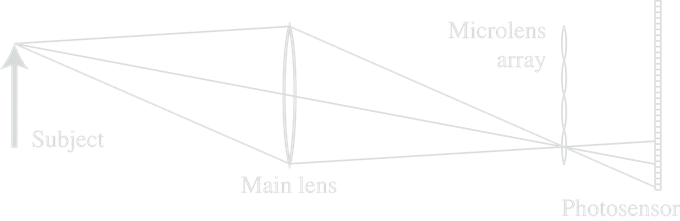 Microlens
array
Subject
Main lens
Photosensor